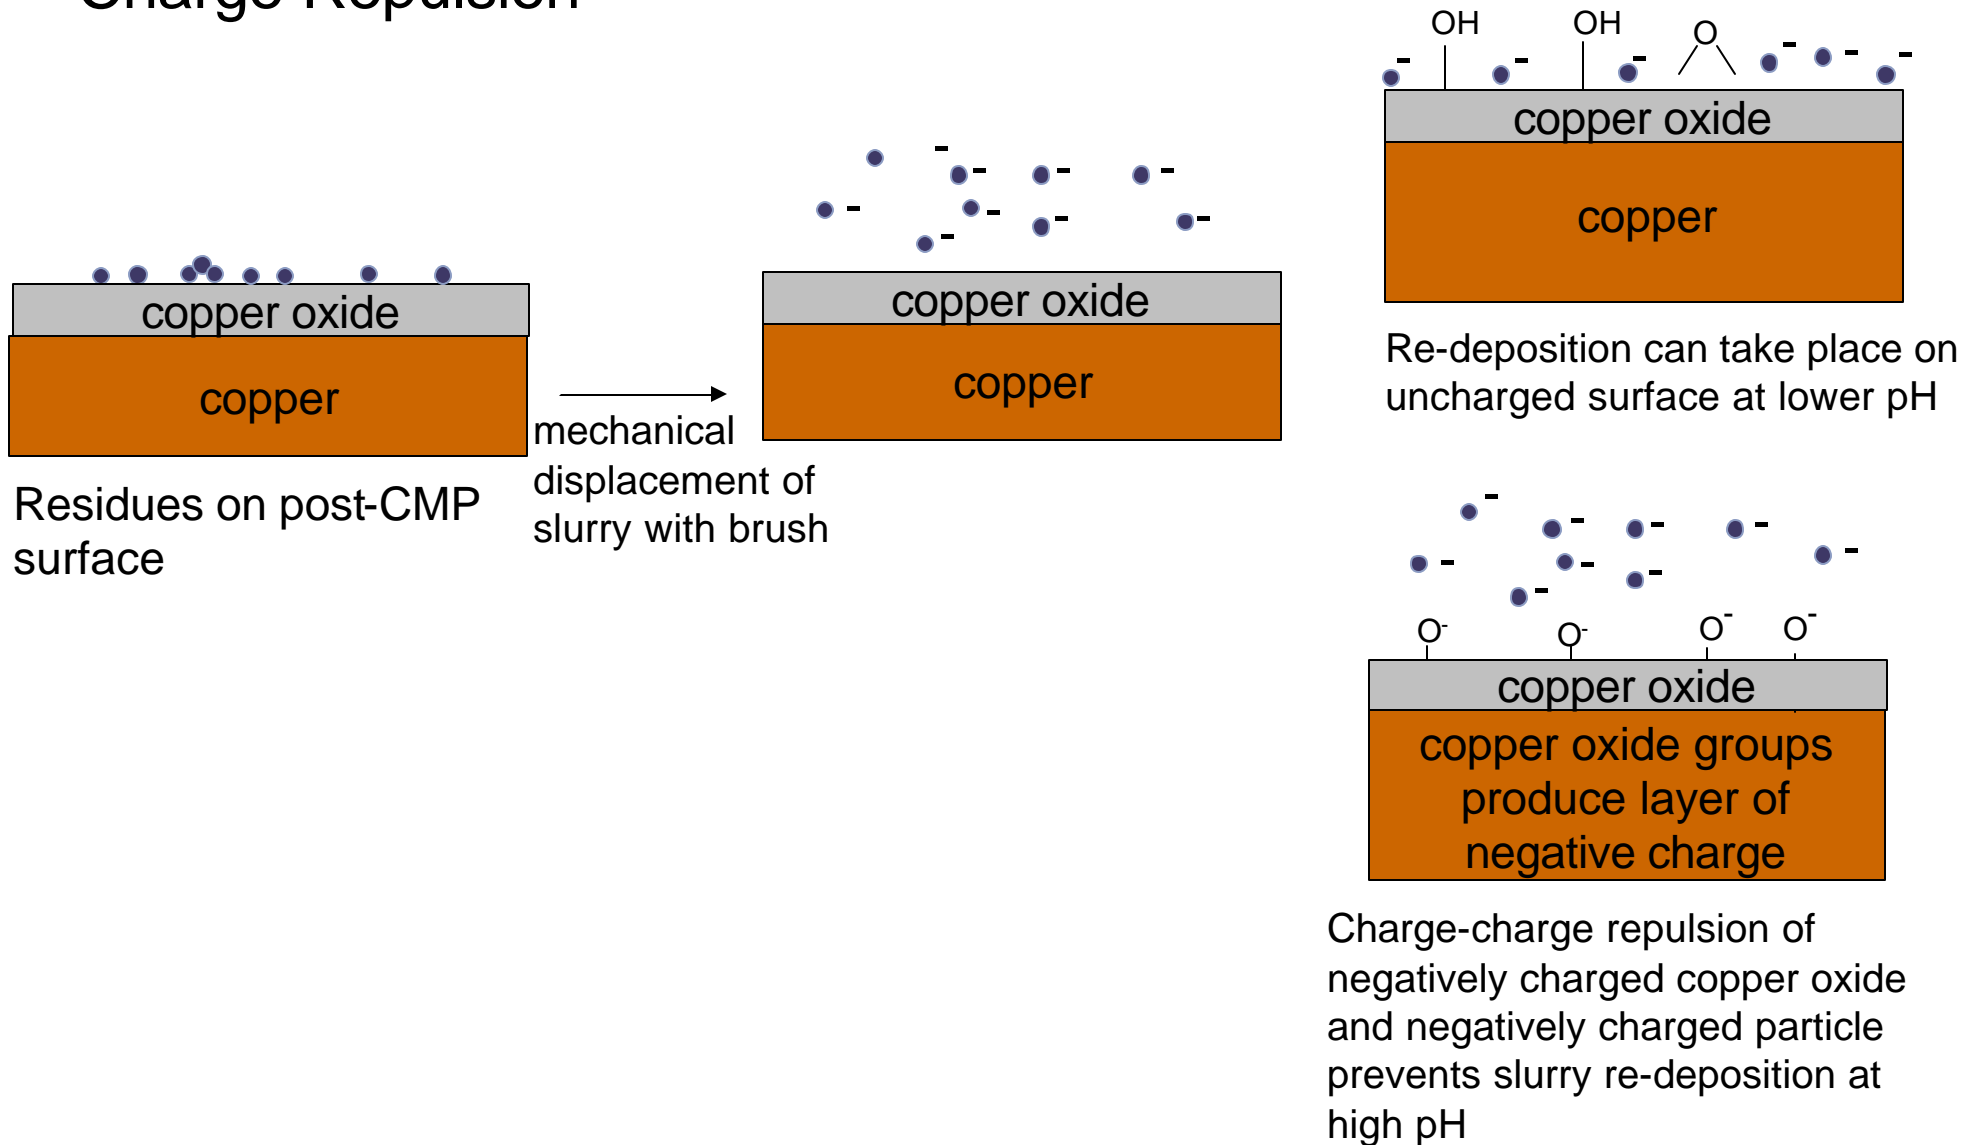 Charge Repulsion
copper oxide
copper
Residues on post-CMP
surface
mechanical
displacement of
slurry with brush
- - - -
- - -
- -
copper oxide
copper
OH OH O
- - - - - -
copper oxide
copper
Re-deposition can take place on
uncharged surface at lower pH
- - - -
- - - -
-
O- O- O- O-
copper oxide
copper oxide groups
produce layer of
negative charge
Charge-charge repulsion of
negatively charged copper oxide
and negatively charged particle
prevents slurry re-deposition at
high pH